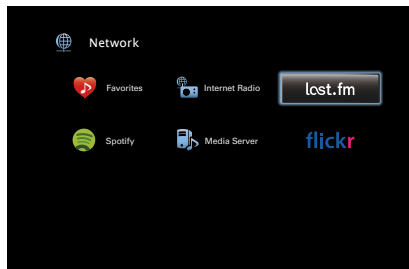 Network
Favorites
Internet Radio
last.fm
Spotify
Media Server
flickr